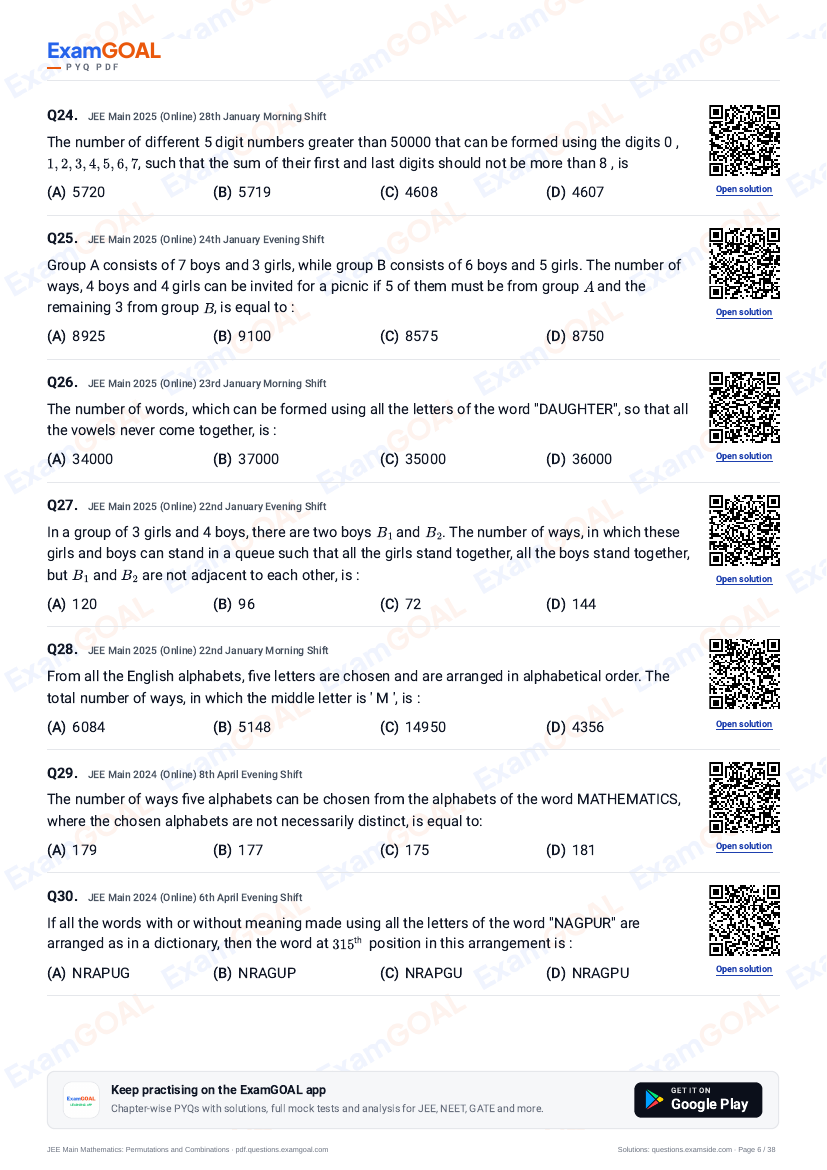 ExamGOAL
PYQ PDF
Q24. JEE Main 2025 (Online) 28th January Morning Shift
The number of different 5 digit numbers greater than 50000 that can be formed using the digits 0 ,
1, 2, 3, 4, 5, 6, 7, such that the sum of their first and last digits should not be more than 8 , is
(A) 5720 (B) 5719 (C) 4608 (D) 4607
Open solution
Q25. JEE Main 2025 (Online) 24th January Evening Shift
Group A consists of 7 boys and 3 girls, while group B consists of 6 boys and 5 girls. The number of
ways, 4 boys and 4 girls can be invited for a picnic if 5 of them must be from group A and the
remaining 3 from group B, is equal to :
(A) 8925 (B) 9100 (C) 8575 (D) 8750
Open solution
Q26. JEE Main 2025 (Online) 23rd January Morning Shift
The number of words, which can be formed using all the letters of the word "DAUGHTER", so that all
the vowels never come together, is :
(A) 34000 (B) 37000 (C) 35000 (D) 36000
Open solution
Q27. JEE Main 2025 (Online) 22nd January Evening Shift
In a group of 3 girls and 4 boys, there are two boys B₁ and B₂. The number of ways, in which these
girls and boys can stand in a queue such that all the girls stand together, all the boys stand together,
but B₁ and B₂ are not adjacent to each other, is :
(A) 120 (B) 96 (C) 72 (D) 144
Open solution
Q28. JEE Main 2025 (Online) 22nd January Morning Shift
From all the English alphabets, five letters are chosen and are arranged in alphabetical order. The
total number of ways, in which the middle letter is ' M ', is :
(A) 6084 (B) 5148 (C) 14950 (D) 4356
Open solution
Q29. JEE Main 2024 (Online) 8th April Evening Shift
The number of ways five alphabets can be chosen from the alphabets of the word MATHEMATICS,
where the chosen alphabets are not necessarily distinct, is equal to:
(A) 179 (B) 177 (C) 175 (D) 181
Open solution
Q30. JEE Main 2024 (Online) 6th April Evening Shift
If all the words with or without meaning made using all the letters of the word "NAGPUR" are
arranged as in a dictionary, then the word at 315ᵗʰ position in this arrangement is :
(A) NRAPUG (B) NRAGUP (C) NRAPGU (D) NRAGPU
Open solution
ExamGOAL
Keep practising on the ExamGOAL app
Chapter-wise PYQs with solutions, full mock tests and analysis for JEE, NEET, GATE and more.
GET IT ON
Google Play
JEE Main Mathematics: Permutations and Combinations · pdf.questions.examgoal.com
Solutions: questions.examside.com · Page 6 / 38